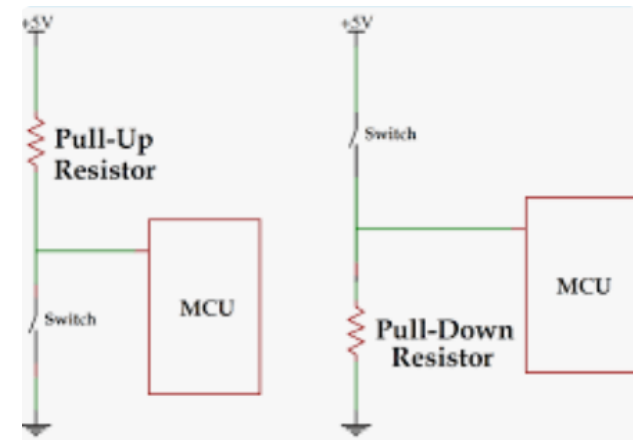 +5V
Pull-Up
Resistor
MCU
Switch
+5V
Switch
MCU
Pull-Down
Resistor